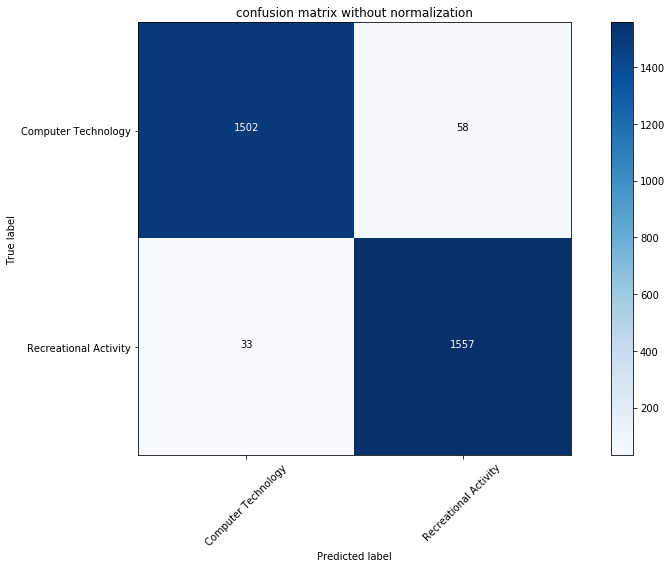 confusion matrix without normalization
Computer Technology
Recreational Activity
True label
1502
58
33
1557
Computer Technology
Recreational Activity
Predicted label
1400
1200
1000
800
600
400
200